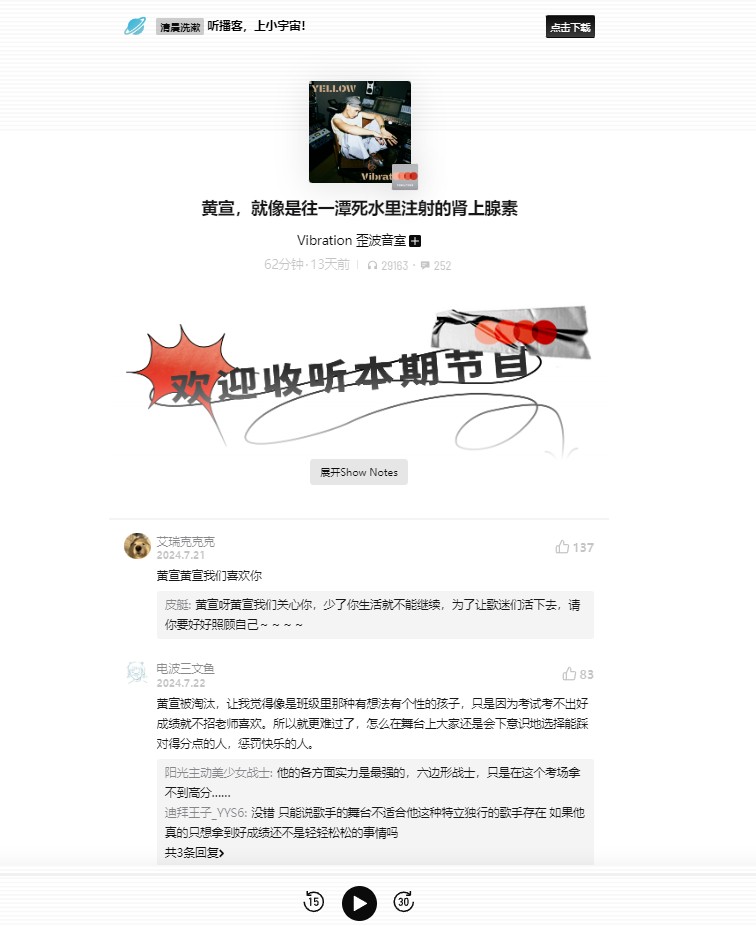 清晨洗漱 听播客，上小宇宙！
点击下载
YELLOW
Vibrat
黄宣，就像是往一潭死水里注射的肾上腺素
Vibration 歪波音室
62分钟 · 13天前 | 29163 · 252
欢迎收听本期节目
展开Show Notes
艾瑞克克克
137
2024.7.21
黄宣黄宣我们喜欢你
皮艇: 黄宣呀黄宣我们关心你，少了你生活就不能继续，为了让歌迷们活下去，请
你要好好照顾自己～～～～
电波三文鱼
83
2024.7.22
黄宣被淘汰，让我觉得像是班级里那种有想法有个性的孩子，只是因为考试考不出好
成绩就不招老师喜欢。所以就更难过了，怎么在舞台上大家还是会下意识地选择能踩
对得分点的人，惩罚快乐的人。
阳光主动美少女战士: 他的各方面实力是最强的，六边形战士，只是在这个考场拿
不到高分……
迪拜王子_YYS6: 没错 只能说歌手的舞台不适合他这种特立独行的歌手存在 如果他
真的只想拿到好成绩还不是轻轻松松的事情吗
共3条回复
15
30